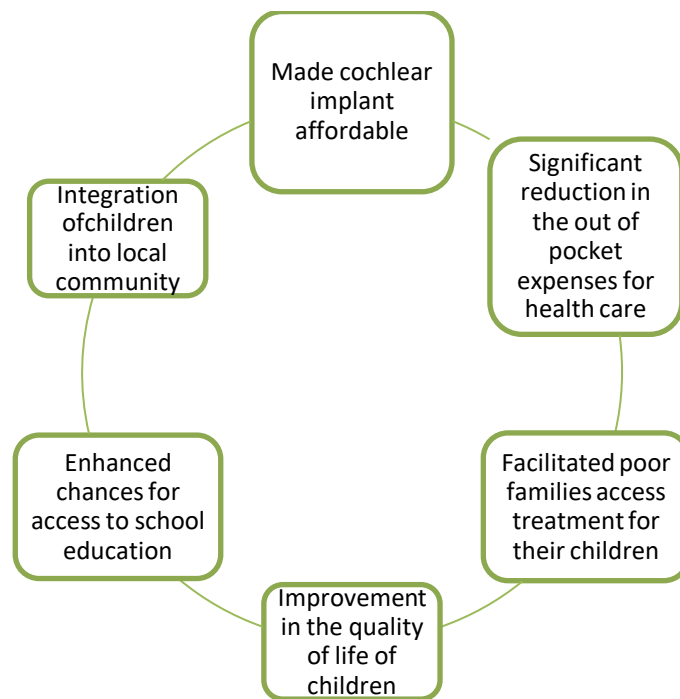 Made cochlear
implant
affordable
Significant
reduction in
the out of
pocket
expenses for
health care
Facilitated poor
families access
treatment for
their children
Improvement
in the quality
of life of
children
Enhanced
chances for
access to school
education
Integration
ofchildren
into local
community